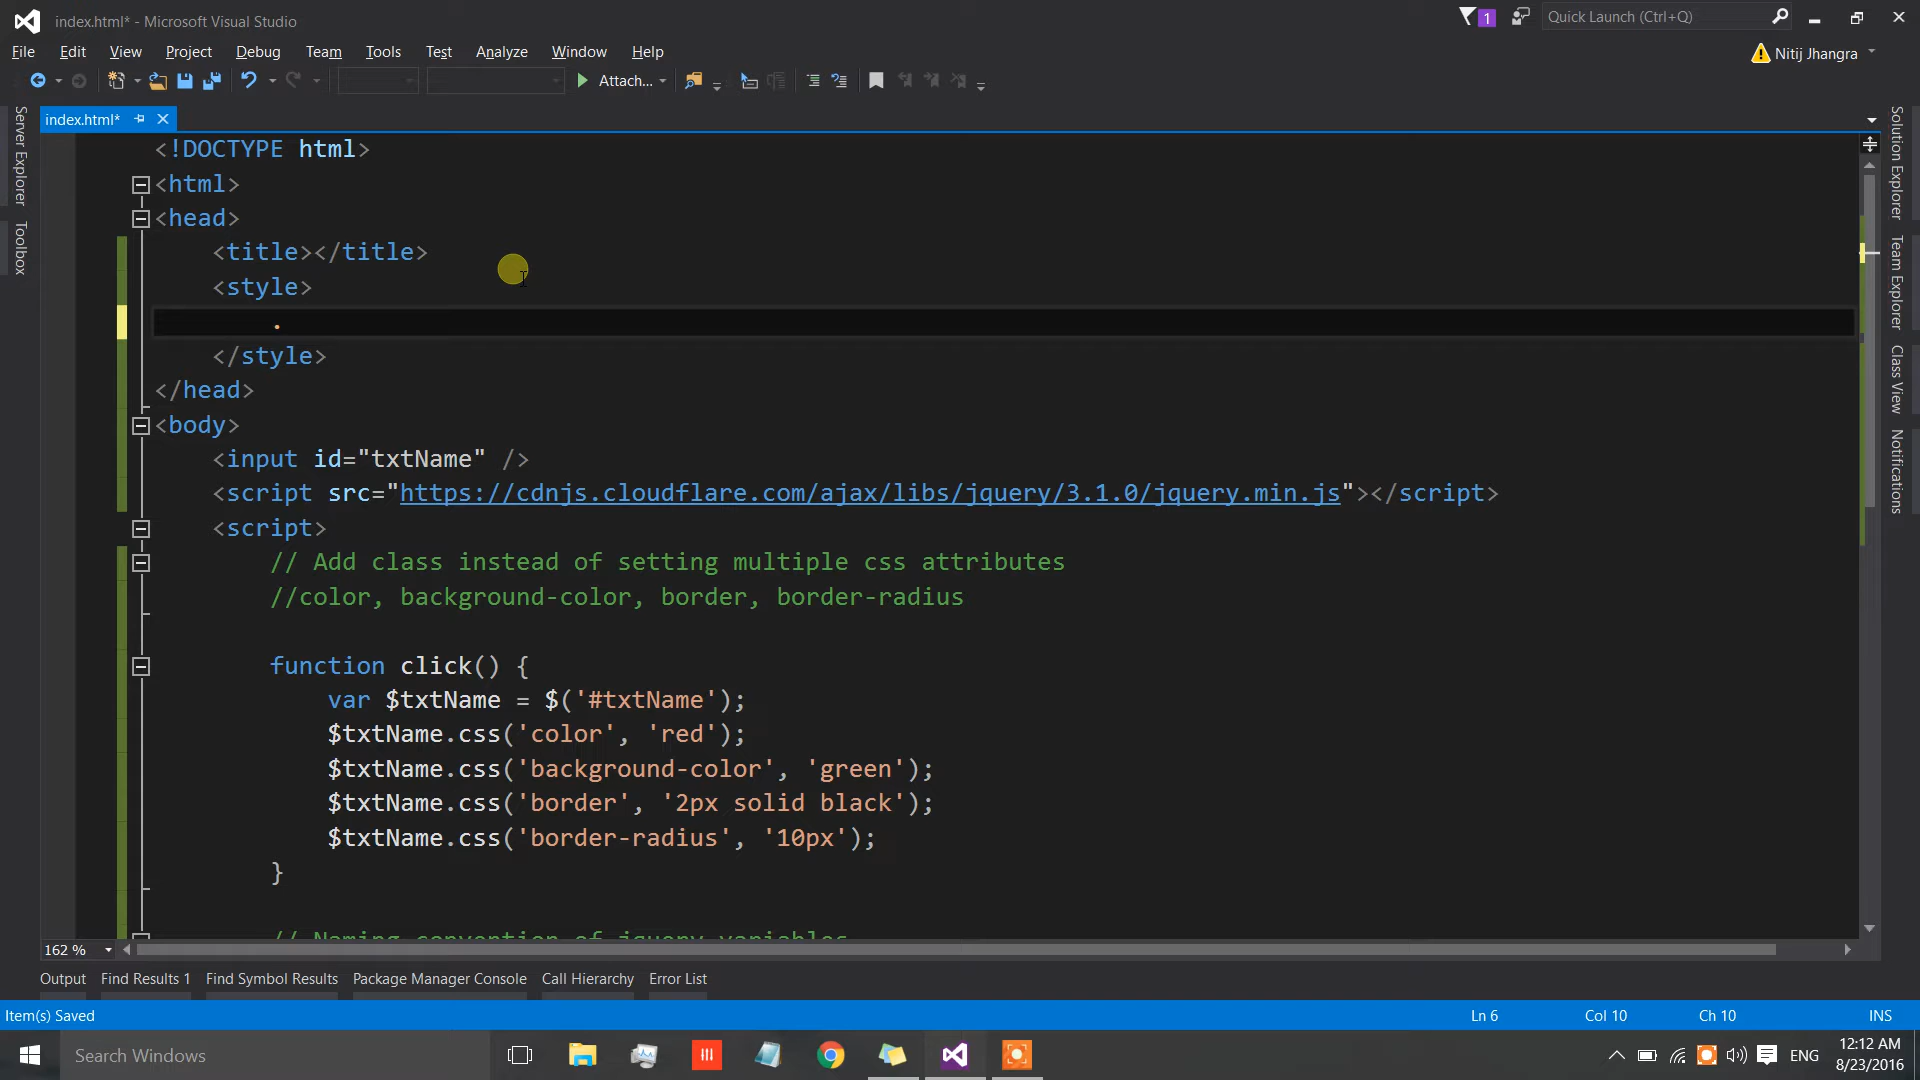 index.html* - Microsoft Visual Studio
1
Quick Launch (Ctrl+Q)
File Edit View Project Debug Team Tools Test Analyze Window Help
Nitij Jhangra
Attach...
index.html*
Server Explorer
Toolbox
Solution Explorer
Team Explorer
Class View
Notifications
<!DOCTYPE html>
<html>
<head>
<title></title>
<style>
.
</style>
</head>
<body>
<input id="txtName" />
<script src="https://cdnjs.cloudflare.com/ajax/libs/jquery/3.1.0/jquery.min.js"></script>
<script>
// Add class instead of setting multiple css attributes
//color, background-color, border, border-radius
function click() {
var $txtName = $('#txtName');
$txtName.css('color', 'red');
$txtName.css('background-color', 'green');
$txtName.css('border', '2px solid black');
$txtName.css('border-radius', '10px');
}
// Naming convention of jquery variables
162 %
Output Find Results 1 Find Symbol Results Package Manager Console Call Hierarchy Error List
Item(s) Saved Ln 6 Col 10 Ch 10 INS
Search Windows
ENG
12:12 AM
8/23/2016